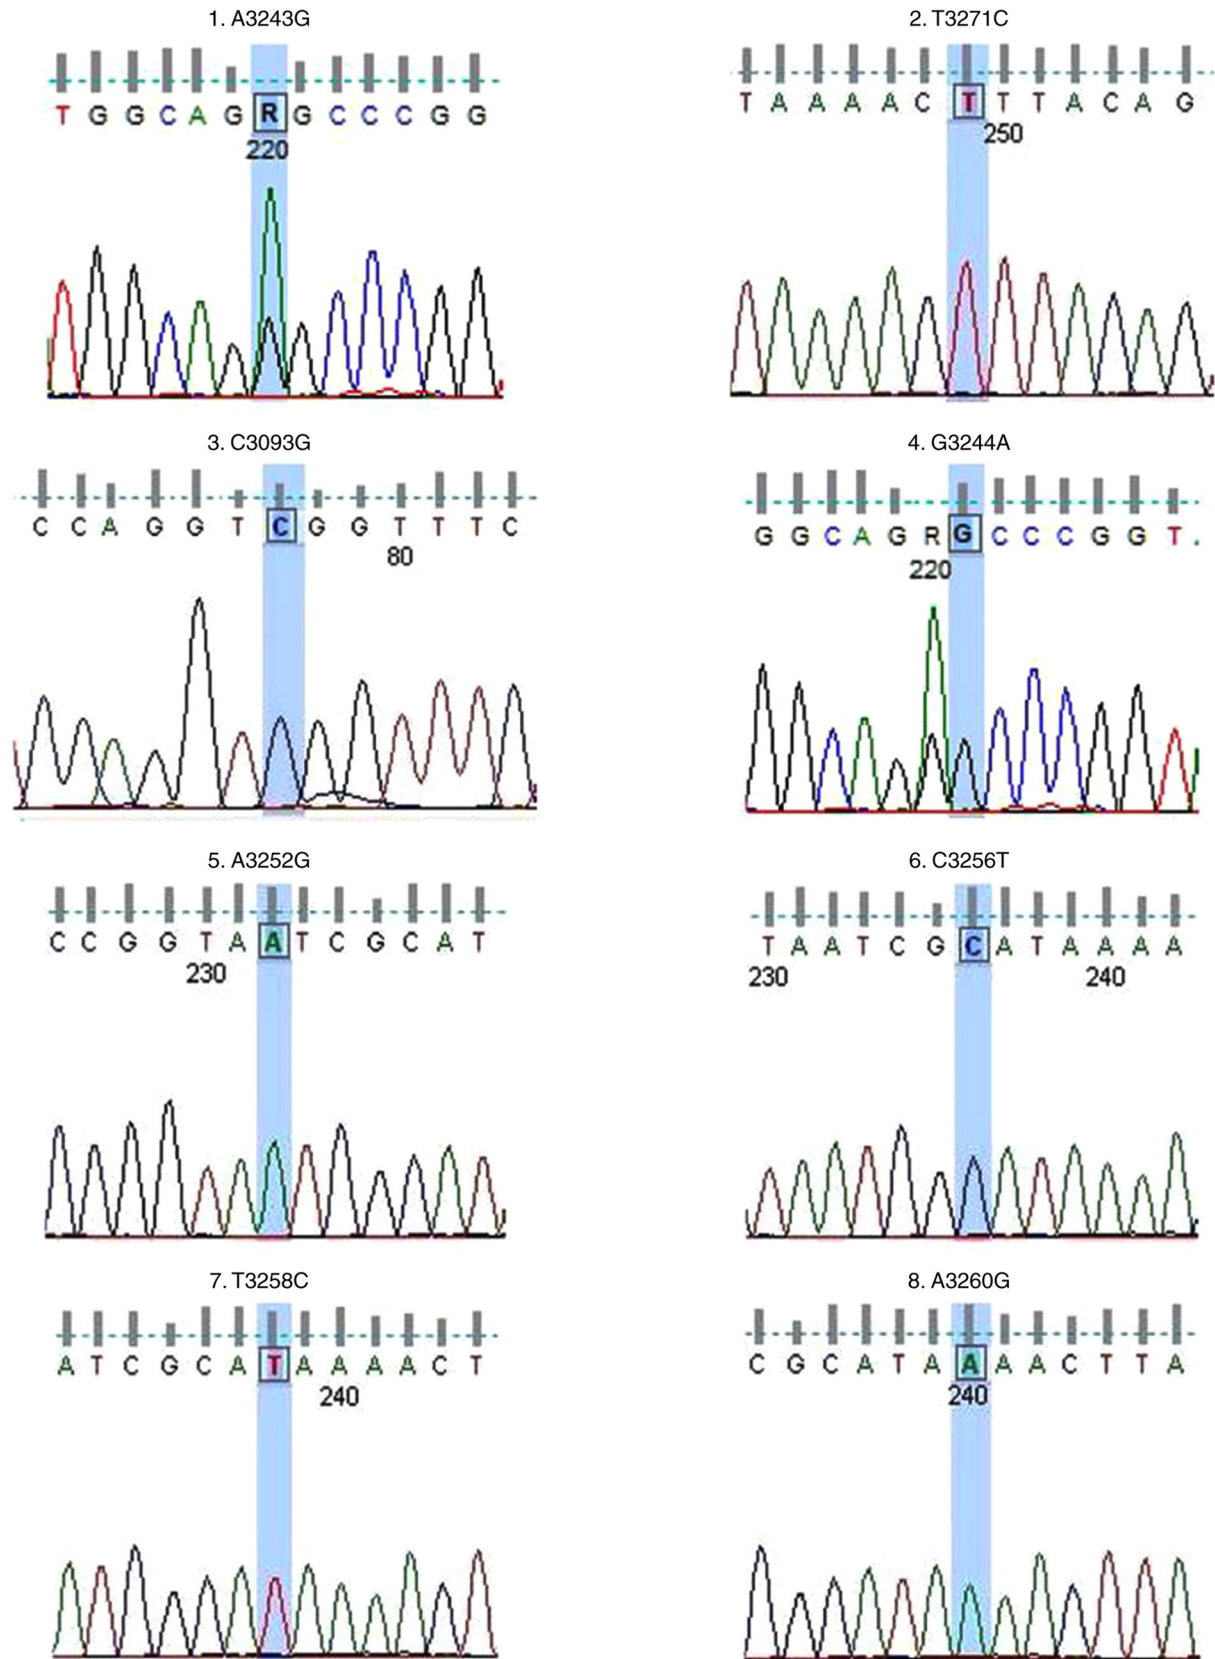 1. A3243G
T G G C A G R G C C C G G
220
2. T3271C
T A A A A C T T T A C A G
250
3. C3093G
C C A G G T C G G T T T C
80
4. G3244A
G G C A G R G C C C G G T .
220
5. A3252G
C C G G T A A T C G C A T
230
6. C3256T
T A A T C G C A T A A A A
230 240
7. T3258C
A T C G C A T A A A A C T
240
8. A3260G
C G C A T A A A A C T T A
240